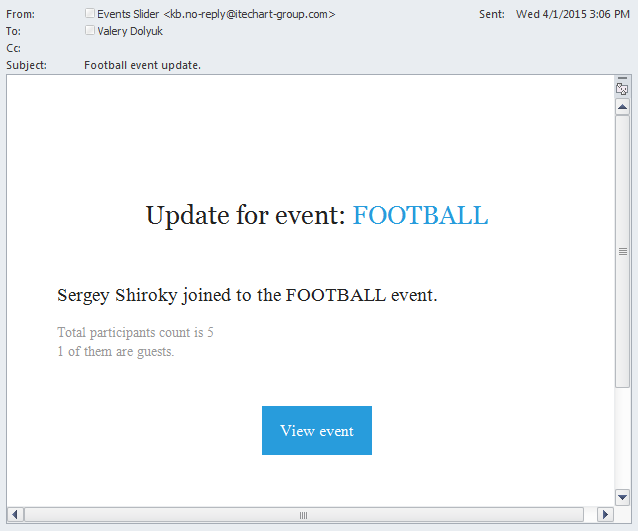 From: Events Slider <kb.no-reply@itechart-group.com> Sent: Wed 4/1/2015 3:06 PM
To: Valery Dolyuk
Cc:
Subject: Football event update.
Update for event: FOOTBALL
Sergey Shiroky joined to the FOOTBALL event.
Total participants count is 5
1 of them are guests.
View event